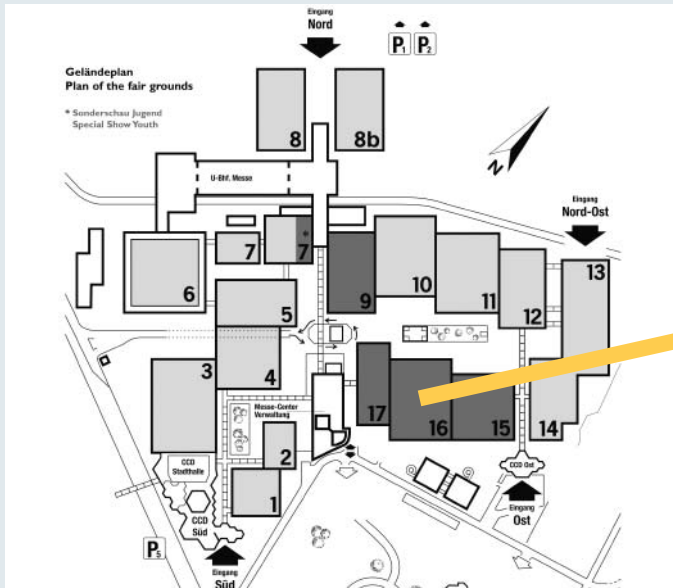 Eingang
Nord
P1 P2
Geländeplan
Plan of the fair grounds
* Sonderschau Jugend
Special Show Youth
8
8b
N
U-Bhf. Messe
Eingang
Nord-Ost
7
*
7
6
5
9
10
11
12
13
3
4
Messe-Center
Verwaltung
17
16
15
14
2
1
CCD
Stadthalle
CCD
Süd
CCD Ost
Eingang
Ost
P5
Eingang
Süd